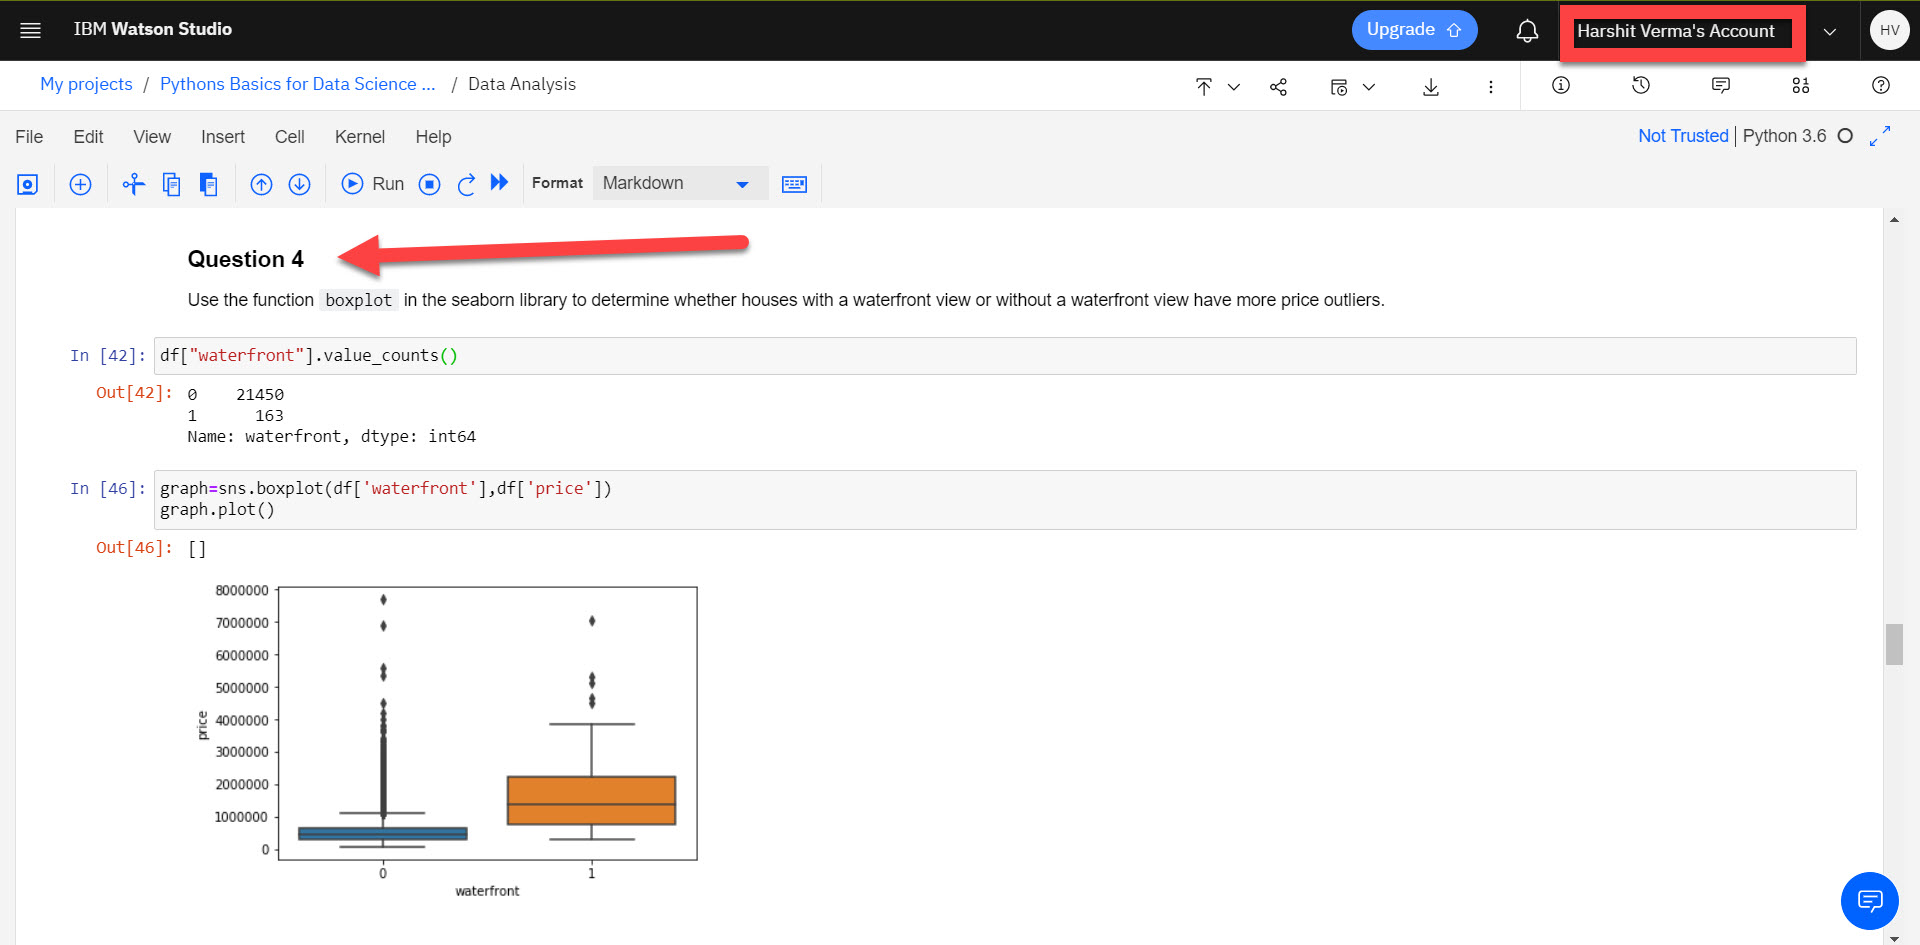 IBM Watson Studio
Upgrade
Harshit Verma's Account
HV
My projects / Pythons Basics for Data Science ... / Data Analysis
File Edit View Insert Cell Kernel Help
Not Trusted | Python 3.6
Run
Format
Markdown
Question 4
Use the function boxplot in the seaborn library to determine whether houses with a waterfront view or without a waterfront view have more price outliers.
In [42]: df["waterfront"].value_counts()
Out[42]: 0 21450
1 163
Name: waterfront, dtype: int64
In [46]: graph=sns.boxplot(df['waterfront'],df['price'])
graph.plot()
Out[46]: []
8000000
7000000
6000000
5000000
4000000
3000000
2000000
1000000
0
price
0 1
waterfront